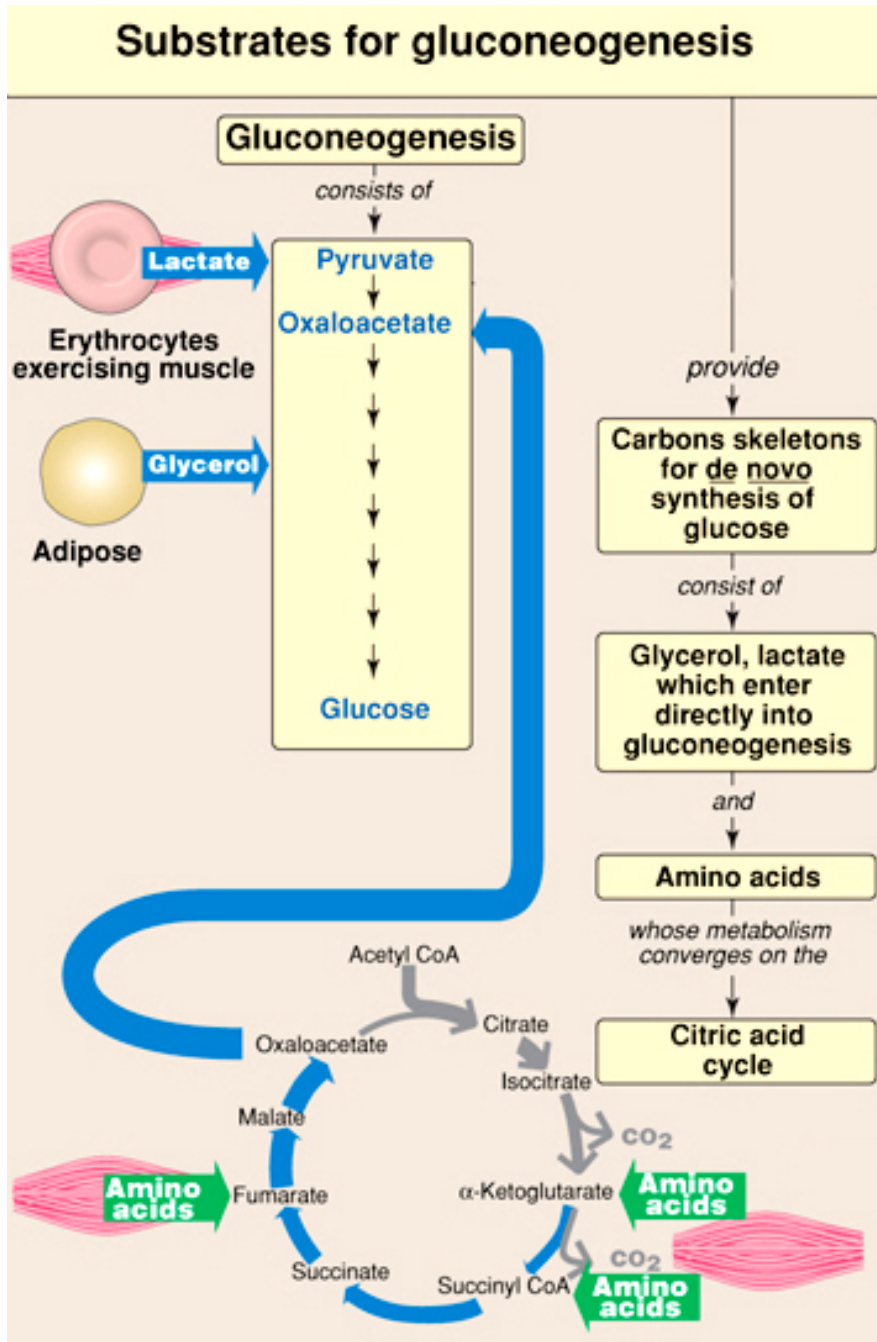 Substrates for gluconeogenesis
Gluconeogenesis
consists of
Lactate
Erythrocytes
exercising muscle
Glycerol
Adipose
Pyruvate
Oxaloacetate
Glucose
provide
Carbons skeletons
for de novo
synthesis of
glucose
consist of
Glycerol, lactate
which enter
directly into
gluconeogenesis
and
Amino acids
whose metabolism
converges on the
Citric acid
cycle
Acetyl CoA
Oxaloacetate
Citrate
Isocitrate
CO₂
Malate
Amino
acids
Fumarate
α-Ketoglutarate
Amino
acids
CO₂
Succinate
Succinyl CoA
Amino
acids